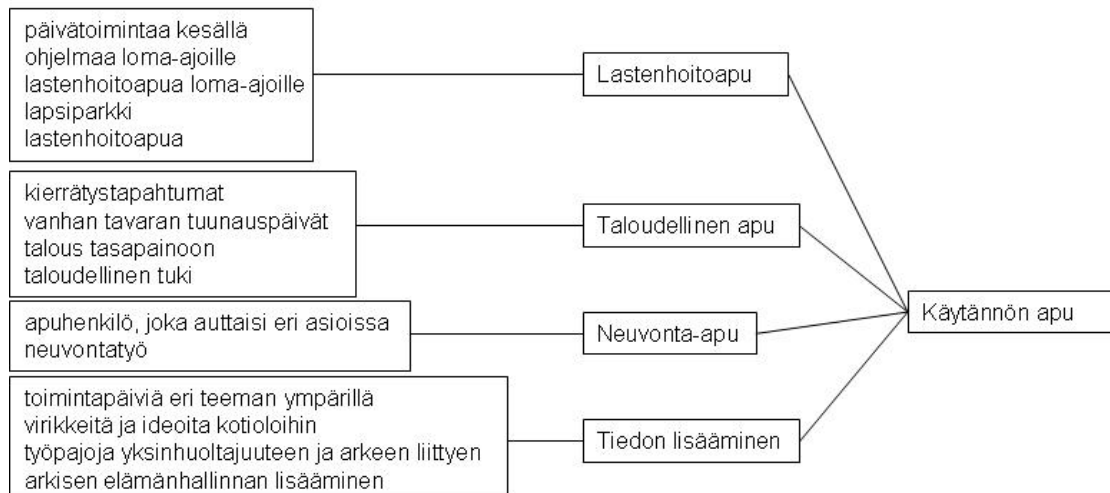 päivätoimintaa kesällä
ohjelmaa loma-ajoille
lastenhoitoapua loma-ajoille
lapsiparkki
lastenhoitoapua
Lastenhoitoapu
kierrätystapahtumat
vanhan tavaran tuunauspäivät
talous tasapainoon
taloudellinen tuki
Taloudellinen apu
apuhenkilö, joka auttaisi eri asioissa
neuvontatyö
Neuvonta-apu
toimintapäiviä eri teeman ympärillä
virikkeitä ja ideoita kotioloihin
työpajoja yksinhuoltajuuteen ja arkeen liittyen
arkisen elämänhallinnan lisääminen
Tiedon lisääminen
Käytännön apu